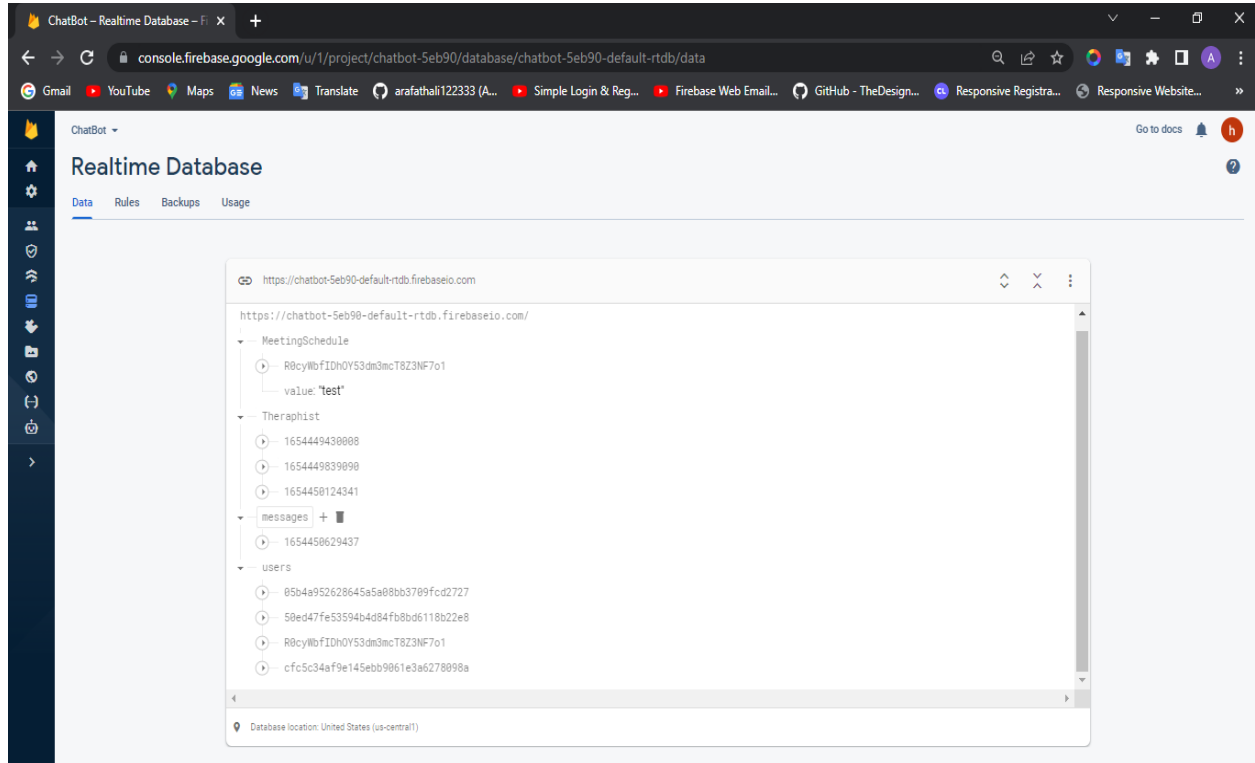 ChatBot – Realtime Database – Fi
console.firebase.google.com/u/1/project/chatbot-5eb90/database/chatbot-5eb90-default-rtdb/data
A
Gmail YouTube Maps News Translate arafathali122333 (A... Simple Login & Reg... Firebase Web Email... GitHub - TheDesign... Responsive Registra... Responsive Website... »
ChatBot Go to docs h
Realtime Database
Data Rules Backups Usage
https://chatbot-5eb90-default-rtdb.firebaseio.com
https://chatbot-5eb90-default-rtdb.firebaseio.com/
MeetingSchedule
R0cyWbfIDhOY53dm3mcT8Z3NF7o1
value: "test"
Theraphist
1654449430008
1654449839090
1654450124341
messages
1654450629437
users
05b4a952628645a5a08bb3709fcd2727
50ed47fe53594b4d84fb8bd6118b22e8
R0cyWbfIDhOY53dm3mcT8Z3NF7o1
cfc5c34af9e145ebb9061e3a6278098a
Database location: United States (us-central1)